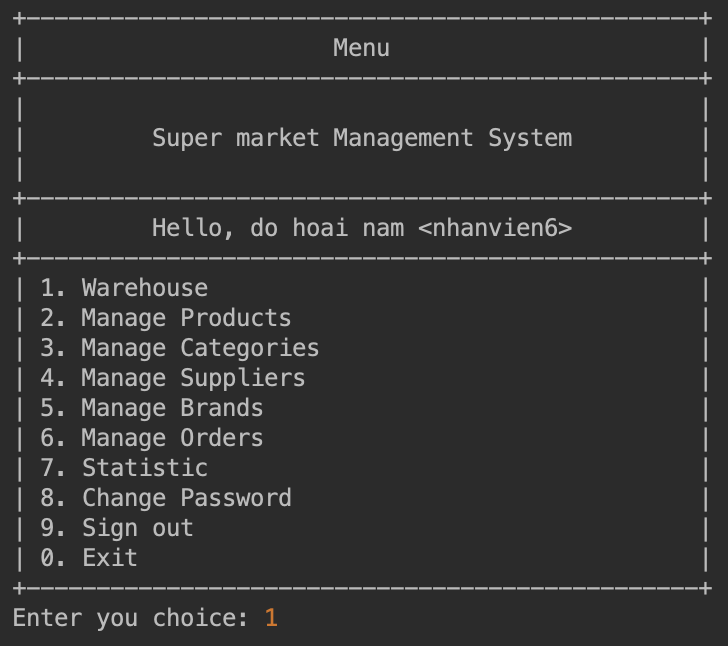 Menu
Super market Management System
Hello, do hoai nam <nhanvien6>
1. Warehouse
2. Manage Products
3. Manage Categories
4. Manage Suppliers
5. Manage Brands
6. Manage Orders
7. Statistic
8. Change Password
9. Sign out
0. Exit
Enter you choice: 1